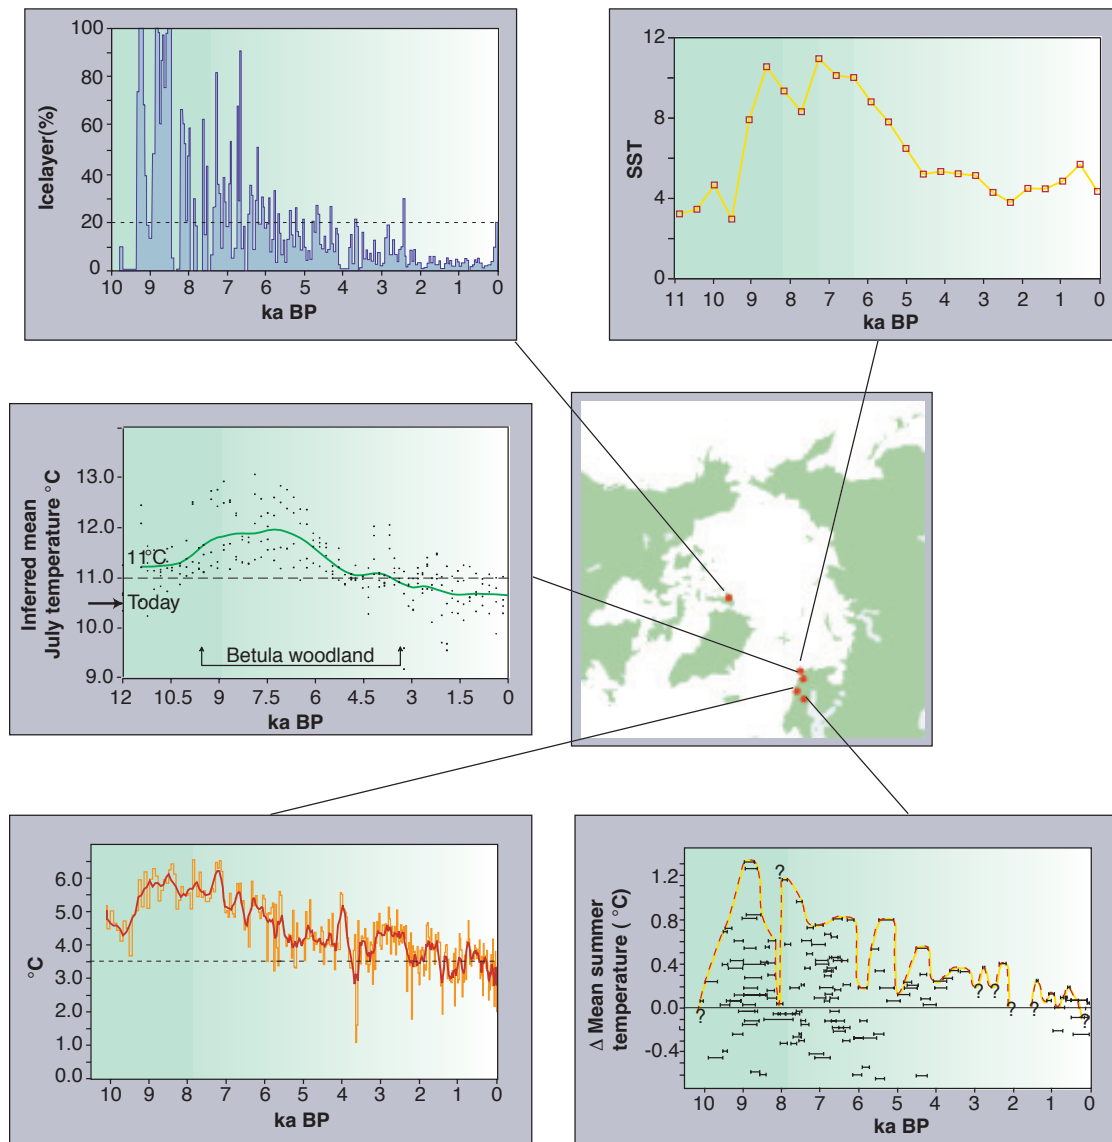 100
80
60
40
20
0
Icelayer(%)
10 9 8 7 6 5 4 3 2 1 0
ka BP
12
8
4
0
SST
11 10 9 8 7 6 5 4 3 2 1 0
ka BP
13.0
12.0
11.0
10.0
9.0
Inferred mean
July temperature °C
11°C
Today
Betula woodland
12 10.5 9 7.5 6 4.5 3 1.5 0
ka BP
6.0
5.0
4.0
3.0
2.0
1.0
0.0
°C
10 9 8 7 6 5 4 3 2 1 0
ka BP
1.2
0.8
0.4
0.0
-0.4
Δ Mean summer
temperature (°C)
? ? ? ? ? ? ?
10 9 8 7 6 5 4 3 2 1 0
ka BP